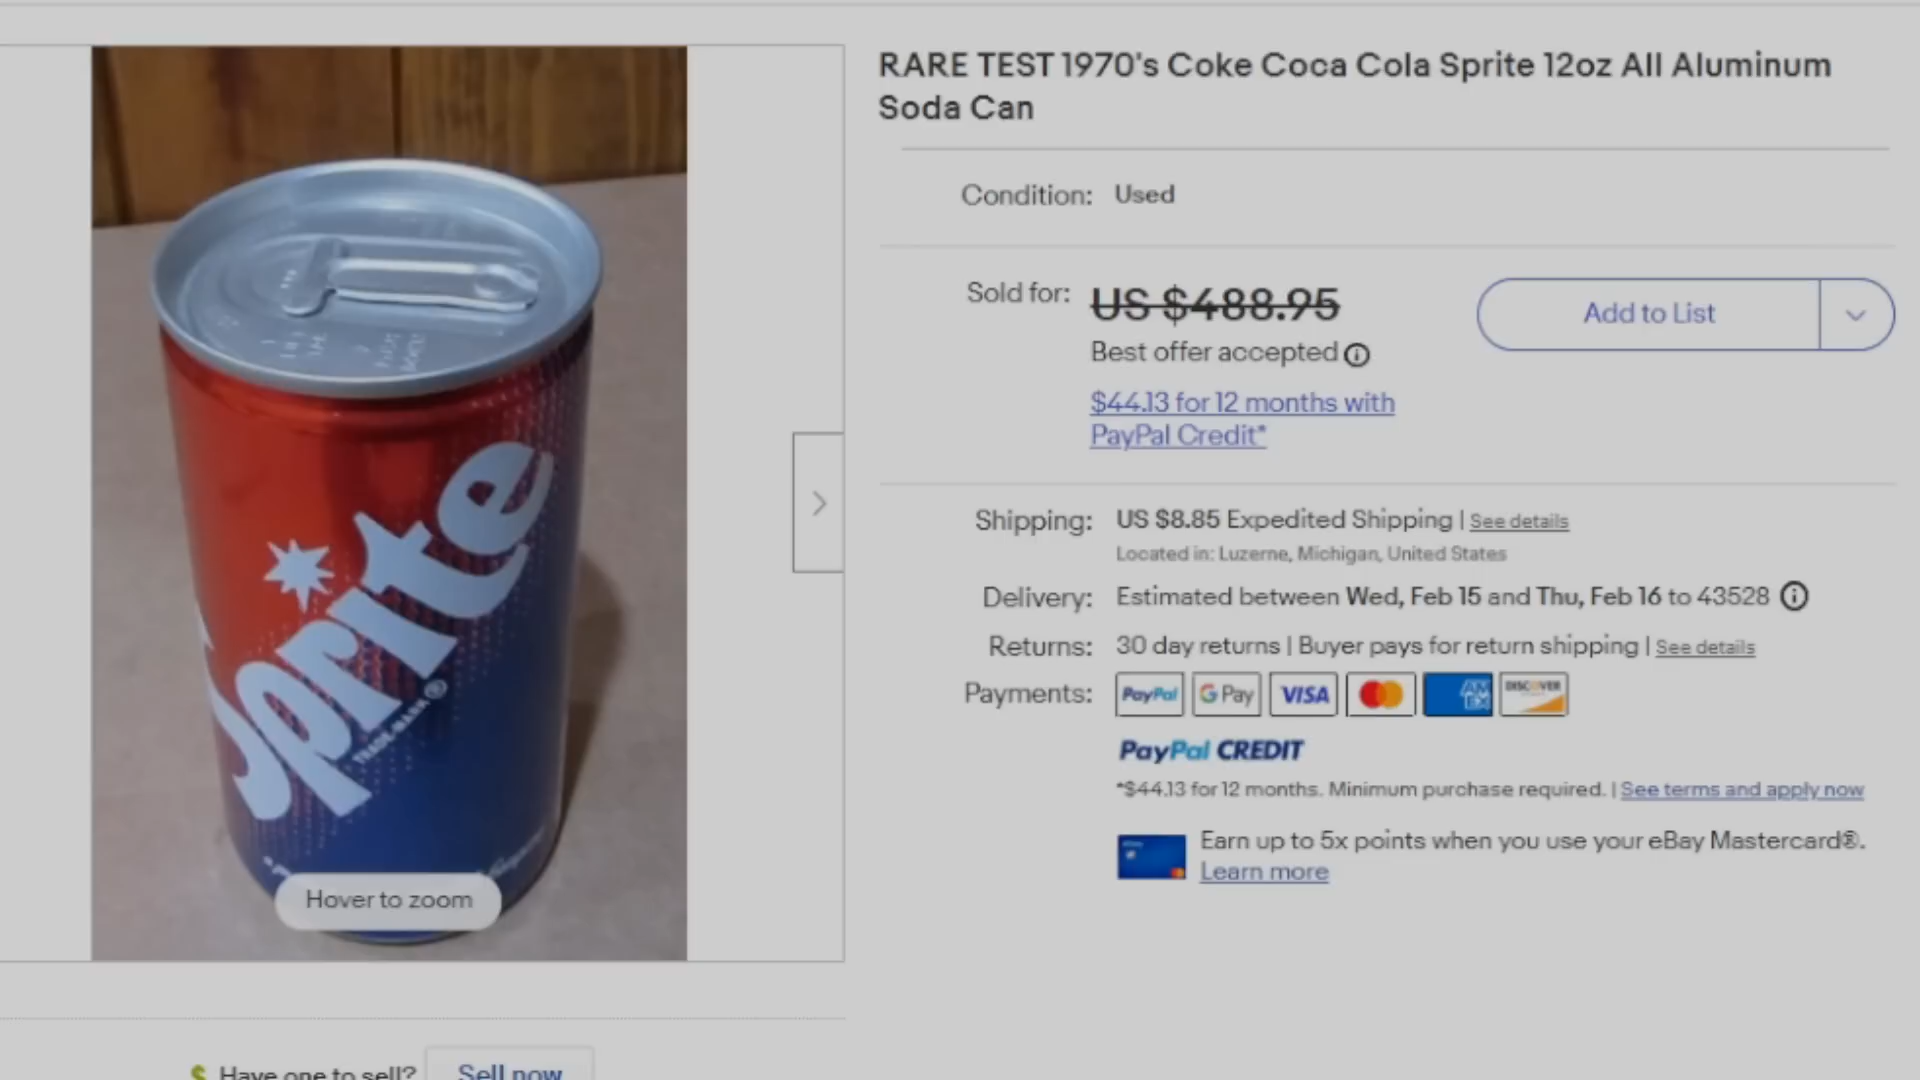 RARE TEST 1970's Coke Coca Cola Sprite 12oz All Aluminum
Soda Can
Condition: Used
Sold for: US $488.95
Add to List
Best offer accepted
$44.13 for 12 months with
PayPal Credit*
Shipping: US $8.85 Expedited Shipping | See details
Located in: Luzerne, Michigan, United States
Delivery: Estimated between Wed, Feb 15 and Thu, Feb 16 to 43528
Returns: 30 day returns | Buyer pays for return shipping | See details
Payments: PayPal G Pay VISA AM EX DISCOVER
PayPal CREDIT
*$44.13 for 12 months. Minimum purchase required. | See terms and apply now
Earn up to 5x points when you use your eBay Mastercard®.
Learn more
Sprite
TRADE-MARK®
Hover to zoom
$ Have one to sell? Sell now